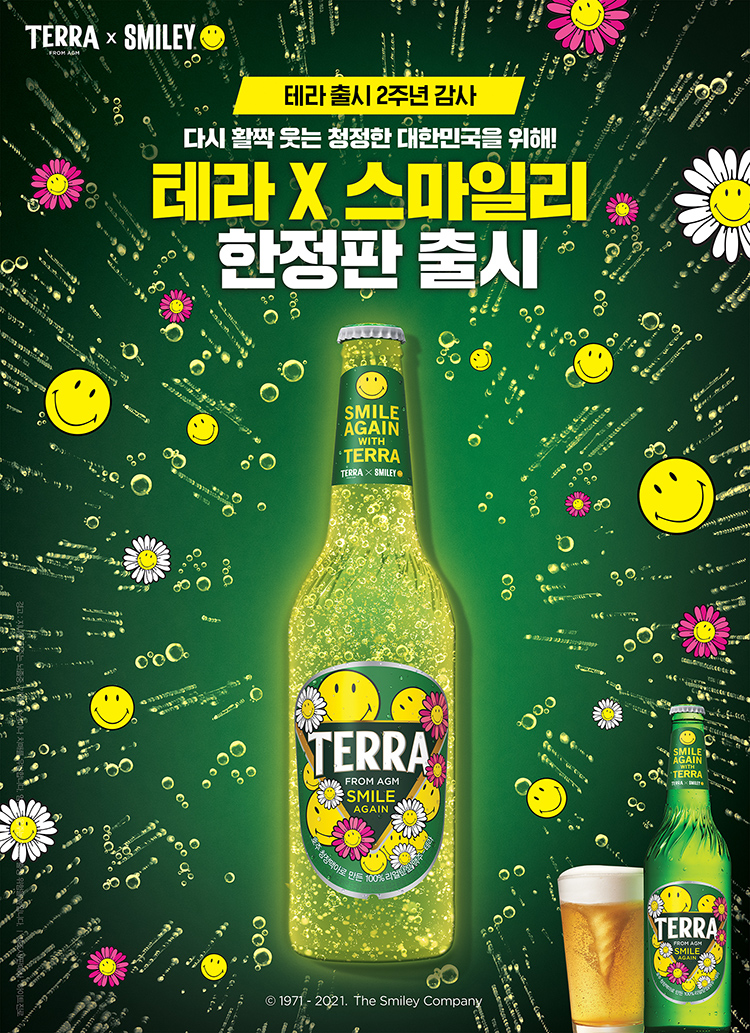 TERRA x SMILEY
FROM AGM
테라 출시 2주년 감사
다시 활짝 웃는 청정한 대한민국을 위해!
테라 X 스마일리
한정판 출시
SMILE
AGAIN
WITH
TERRA
TERRA x SMILEY
TERRA
FROM AGM
SMILE
AGAIN
SMILE
AGAIN
WITH
TERRA
TERRA x SMILEY
TERRA
FROM AGM
SMILE
AGAIN
© 1971 - 2021. The Smiley Company